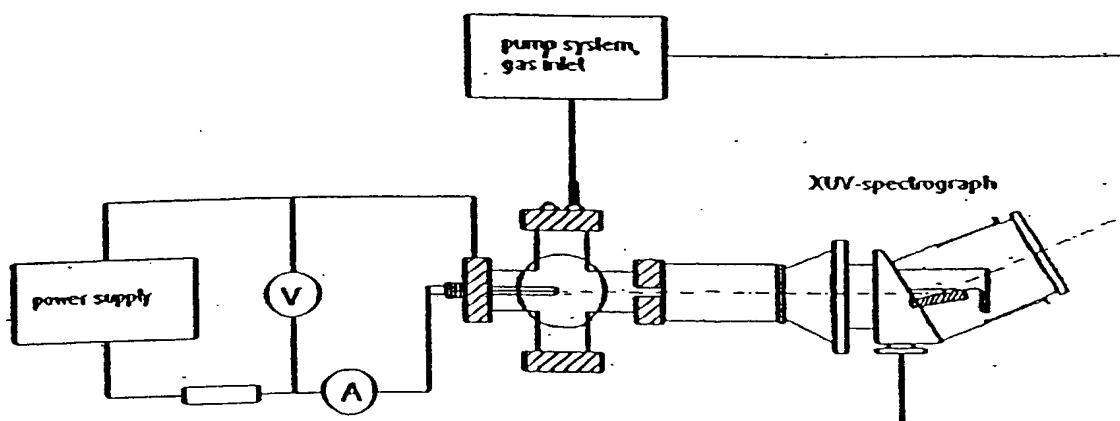 pump system,
gas inlet
XUV-spectrograph
power supply
V
A